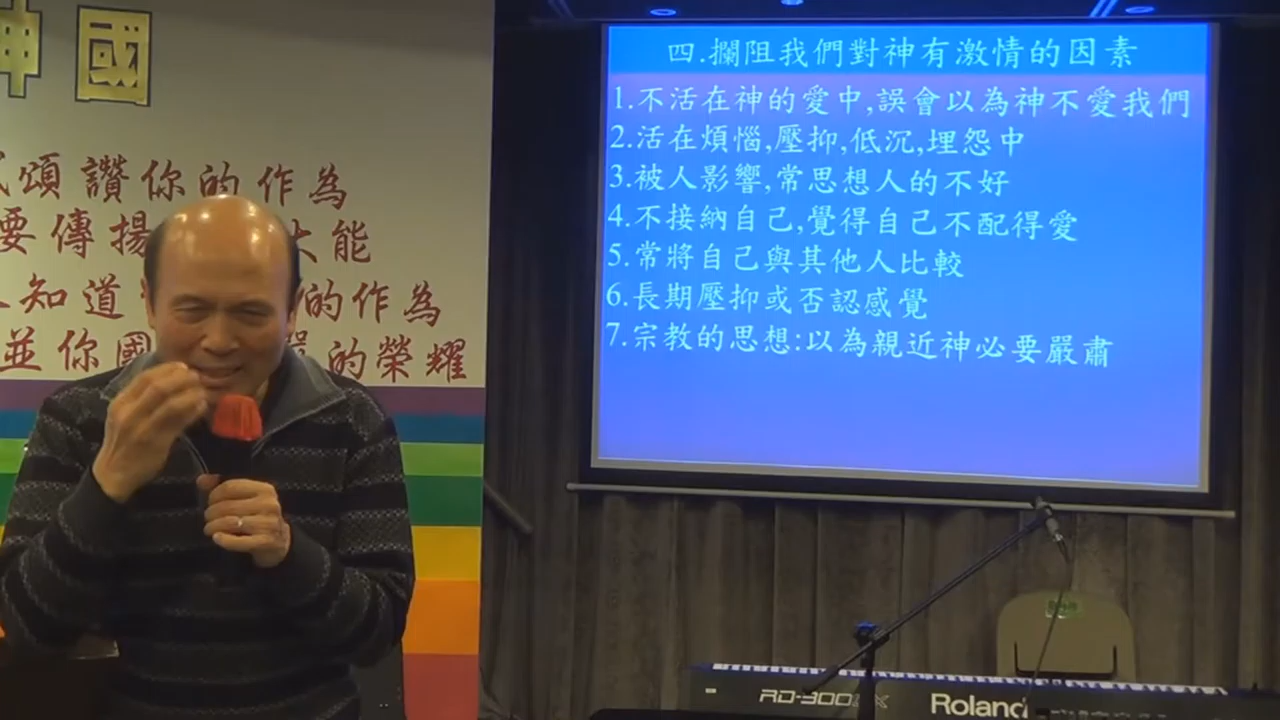 神國
頌讚你的作為
要傳揚 大能
知道 的作為
並你國 的榮耀
四.攔阻我們對神有激情的因素
1.不活在神的愛中,誤會以為神不愛我們
2.活在煩惱,壓抑,低沉,埋怨中
3.被人影響,常思想人的不好
4.不接納自己,覺得自己不配得愛
5.常將自己與其他人比較
6.長期壓抑或否認感覺
7.宗教的思想:以為親近神必要嚴肅
Roland